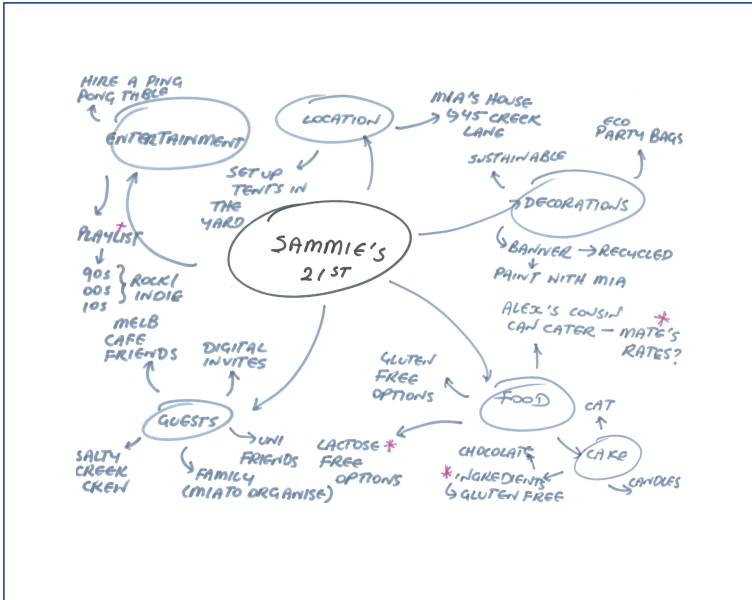 SAMMIE'S
21ST
ENTERTAINMENT
HIRE A PING
PONG TABLE
PLAYLIST *
90s
00s
10s
ROCK/
INDIE
LOCATION
MIA'S HOUSE
↳ 45 CREEK
LANE
SET UP
TENTS IN
THE
YARD
DECORATIONS
SUSTAINABLE
ECO
PARTY BAGS
BANNER → RECYCLED
PAINT WITH MIA
FOOD
ALEX'S COUSIN
CAN CATER – MATE'S *
RATES?
GLUTEN
FREE
OPTIONS
LACTOSE *
FREE
OPTIONS
CAKE
CAT
CANDLES
CHOCOLATE
* INGREDIENTS
↳ GLUTEN FREE
GUESTS
MELB
CAFE
FRIENDS
DIGITAL
INVITES
UNI
FRIENDS
FAMILY
(MIA TO ORGANISE)
SALTY
CREEK
CREW